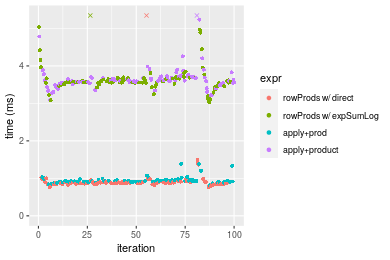 4
2
0
time (ms)
0
25
50
75
100
iteration
expr
rowProds w/ direct
rowProds w/ expSumLog
apply+prod
apply+product